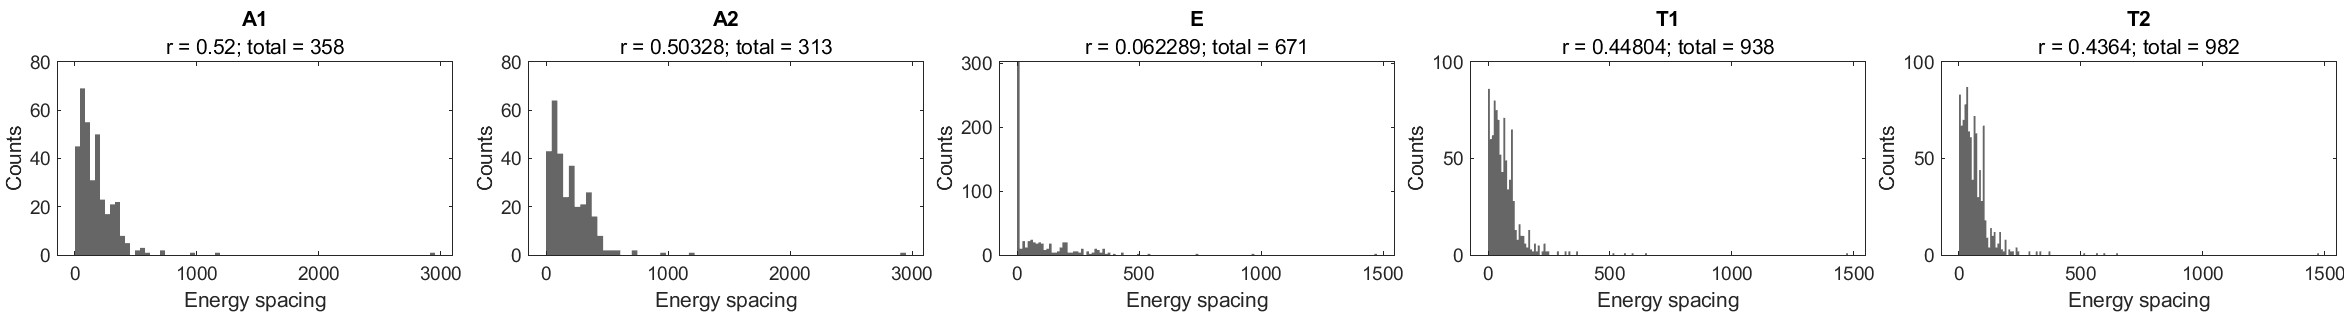 A1
r = 0.52; total = 358
80
60
40
20
0
Counts
0 1000 2000 3000
Energy spacing
A2
r = 0.50328; total = 313
80
60
40
20
0
Counts
0 1000 2000 3000
Energy spacing
E
r = 0.062289; total = 671
300
200
100
0
Counts
0 500 1000 1500
Energy spacing
T1
r = 0.44804; total = 938
100
50
0
Counts
0 500 1000 1500
Energy spacing
T2
r = 0.4364; total = 982
100
50
0
Counts
0 500 1000 1500
Energy spacing